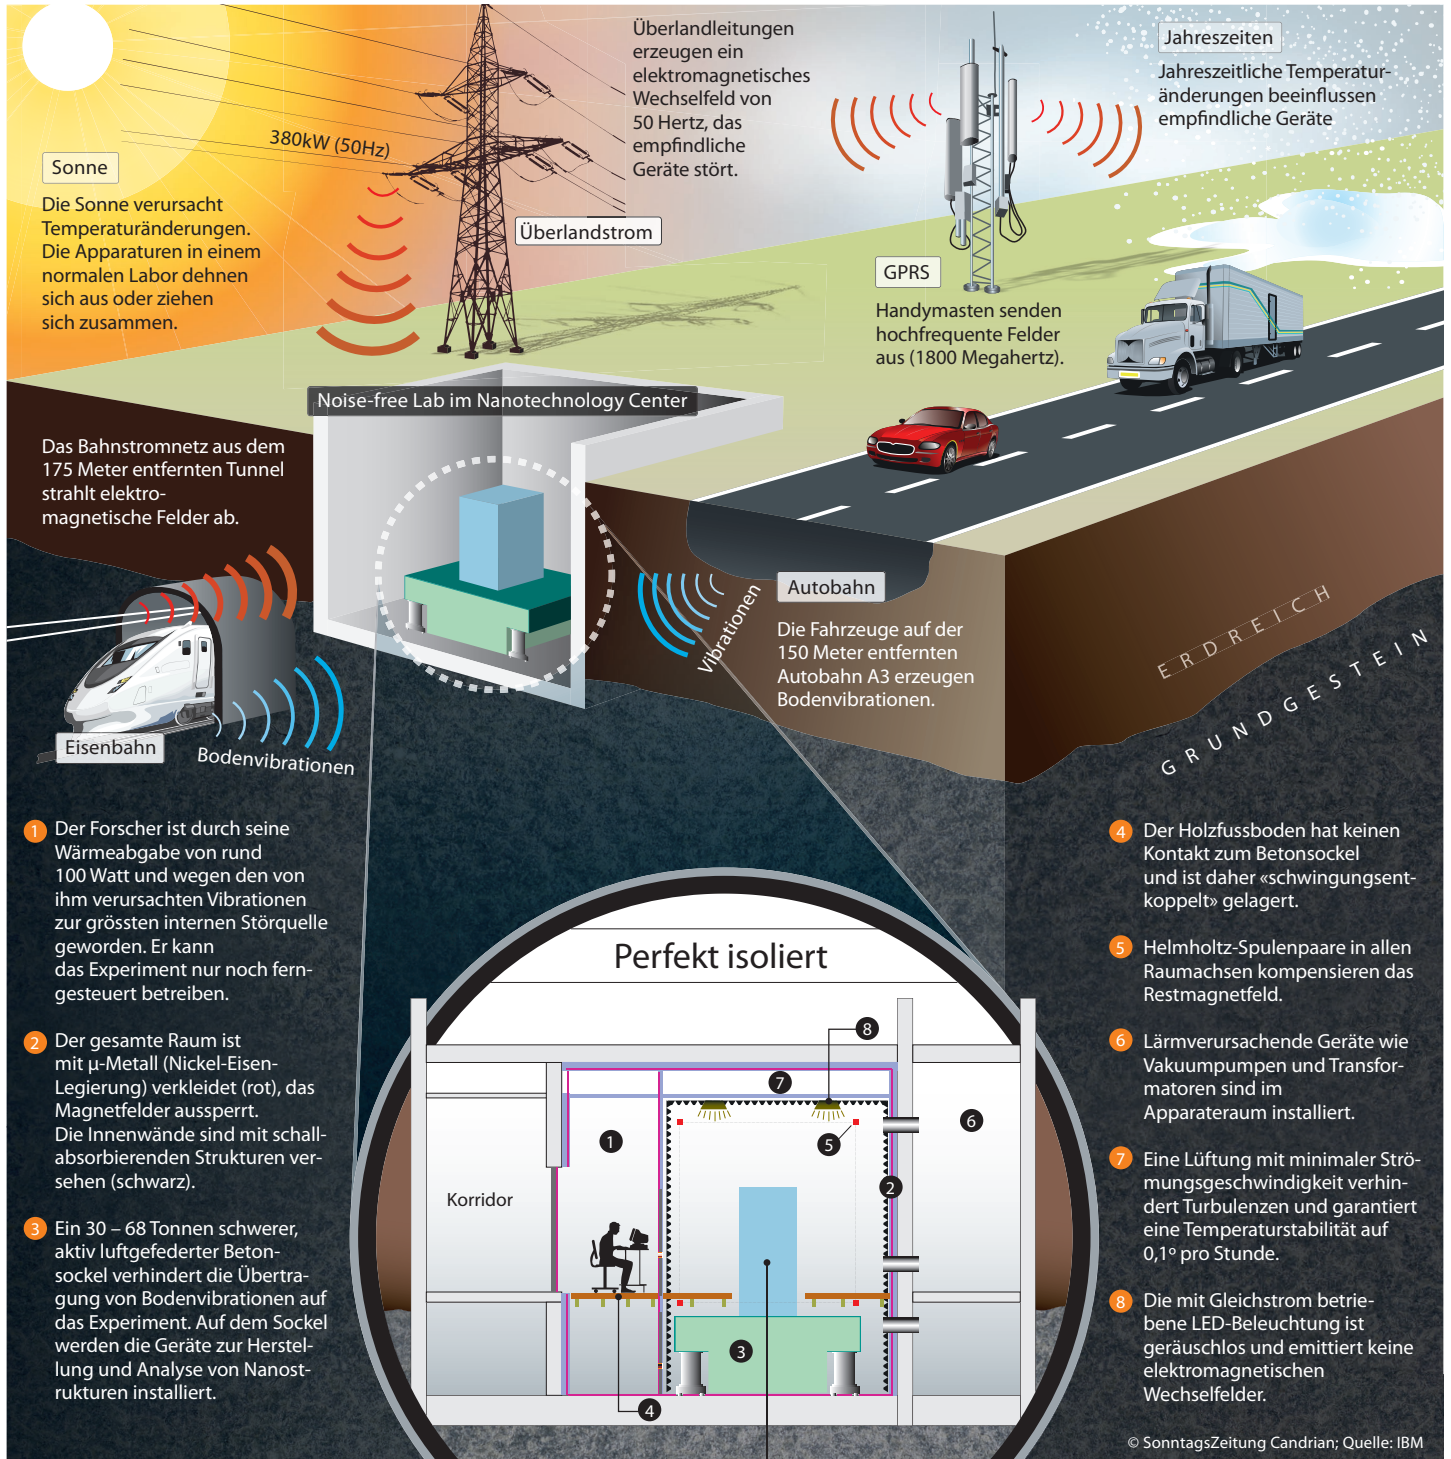 Sonne
Die Sonne verursacht
Temperaturänderungen.
Die Apparaturen in einem
normalen Labor dehnen
sich aus oder ziehen
sich zusammen.
380kW (50Hz)
Überlandleitungen
erzeugen ein
elektromagnetisches
Wechselfeld von
50 Hertz, das
empfindliche
Geräte stört.
Überlandstrom
GPRS
Handymasten senden
hochfrequente Felder
aus (1800 Megahertz).
Jahreszeiten
Jahreszeitliche Temperatur-
änderungen beeinflussen
empfindliche Geräte
Noise-free Lab im Nanotechnology Center
Das Bahnstromnetz aus dem
175 Meter entfernten Tunnel
strahlt elektro-
magnetische Felder ab.
Eisenbahn
Bodenvibrationen
Vibrationen
Autobahn
Die Fahrzeuge auf der
150 Meter entfernten
Autobahn A3 erzeugen
Bodenvibrationen.
ERDREICH
GRUNDGESTEIN
1 Der Forscher ist durch seine
Wärmeabgabe von rund
100 Watt und wegen den von
ihm verursachten Vibrationen
zur grössten internen Störquelle
geworden. Er kann
das Experiment nur noch fern-
gesteuert betreiben.
2 Der gesamte Raum ist
mit µ-Metall (Nickel-Eisen-
Legierung) verkleidet (rot), das
Magnetfelder aussperrt.
Die Innenwände sind mit schall-
absorbierenden Strukturen ver-
sehen (schwarz).
3 Ein 30 – 68 Tonnen schwerer,
aktiv luftgefederter Beton-
sockel verhindert die Übertra-
gung von Bodenvibrationen auf
das Experiment. Auf dem Sockel
werden die Geräte zur Herstel-
lung und Analyse von Nanost-
rukturen installiert.
Perfekt isoliert
8
7
6
1
5
2
Korridor
3
4
4 Der Holzfussboden hat keinen
Kontakt zum Betonsockel
und ist daher «schwingungsent-
koppelt» gelagert.
5 Helmholtz-Spulenpaare in allen
Raumachsen kompensieren das
Restmagnetfeld.
6 Lärmverursachende Geräte wie
Vakuumpumpen und Transfor-
matoren sind im
Apparateraum installiert.
7 Eine Lüftung mit minimaler Strö-
mungsgeschwindigkeit verhin-
dert Turbulenzen und garantiert
eine Temperaturstabilität auf
0,1º pro Stunde.
8 Die mit Gleichstrom betrie-
bene LED-Beleuchtung ist
geräuschlos und emittiert keine
elektromagnetischen
Wechselfelder.
© SonntagsZeitung Candrian; Quelle: IBM